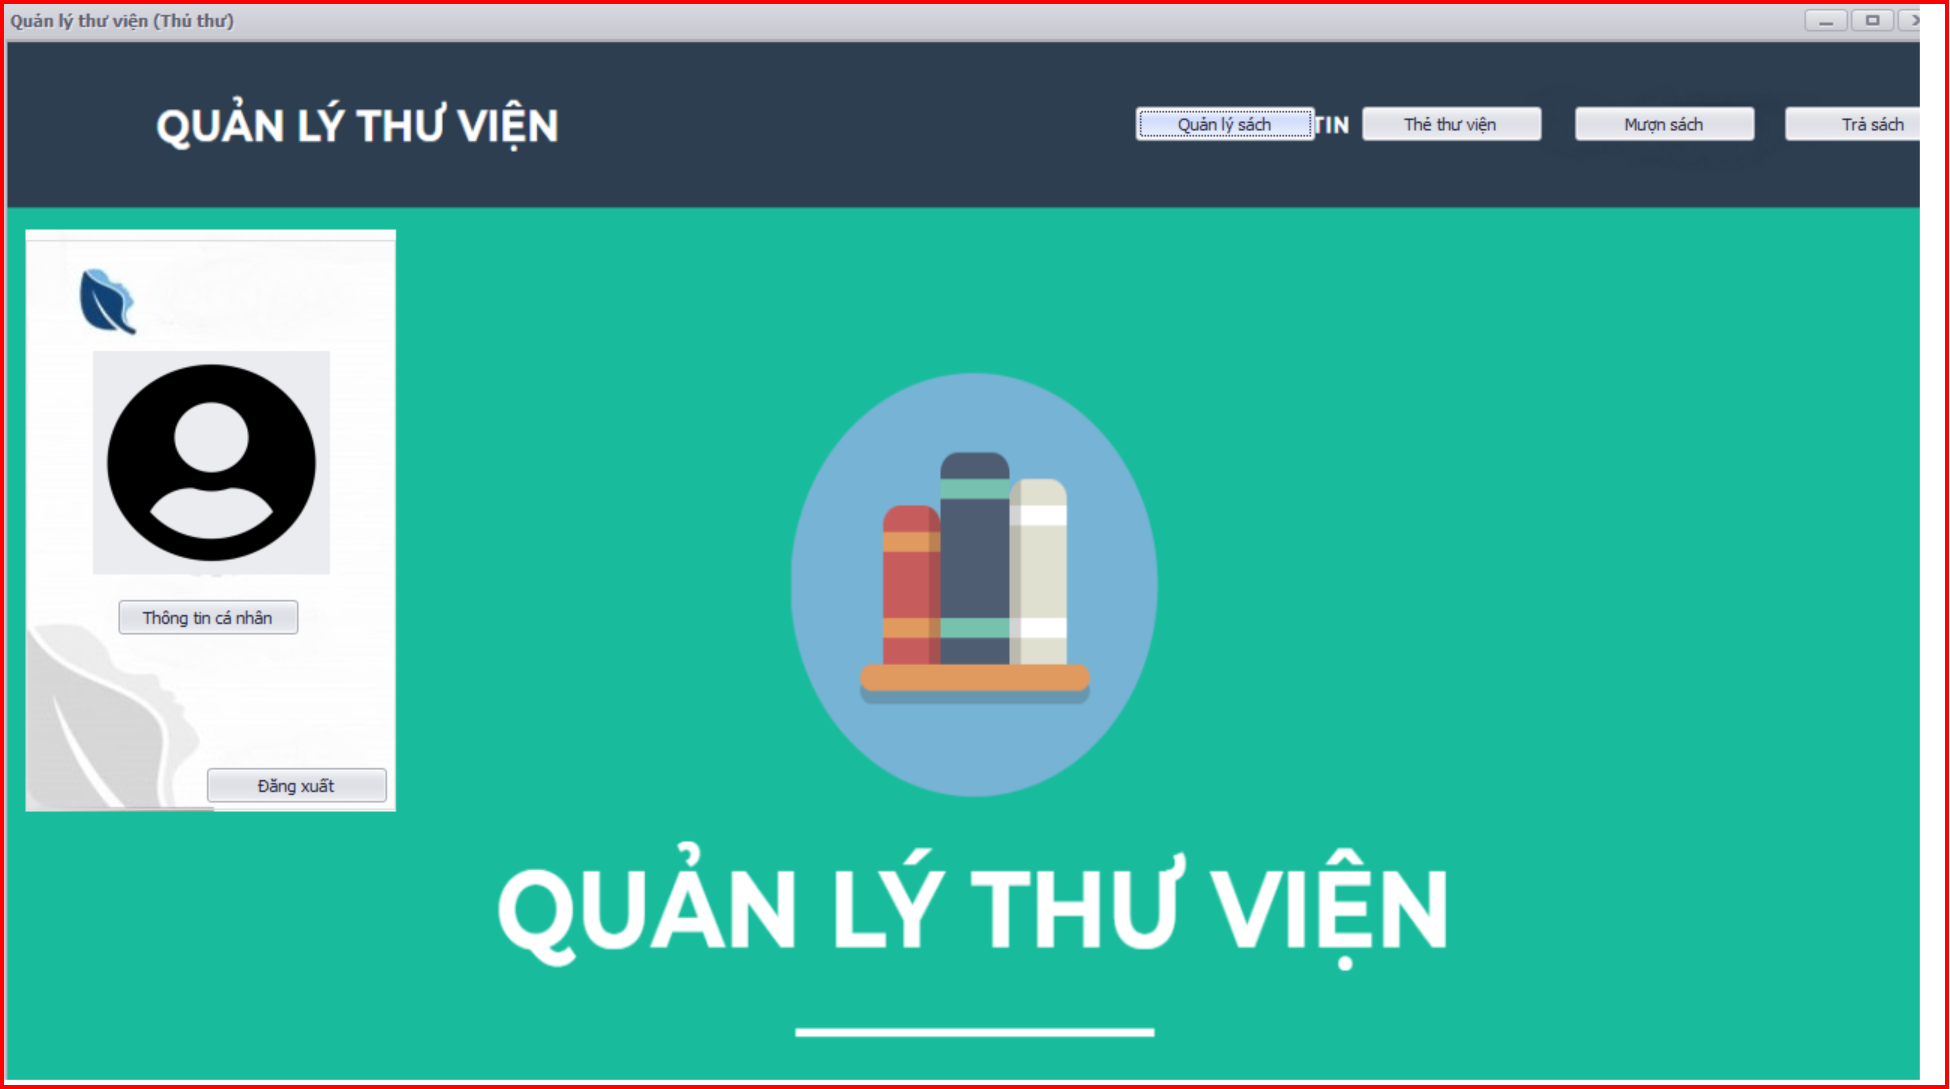 Quản lý thư viện (Thủ thư)
QUẢN LÝ THƯ VIỆN
Quản lý sách
TIN
Thẻ thư viện
Mượn sách
Trả sách
Thông tin cá nhân
Đăng xuất
QUẢN LÝ THƯ VIỆN